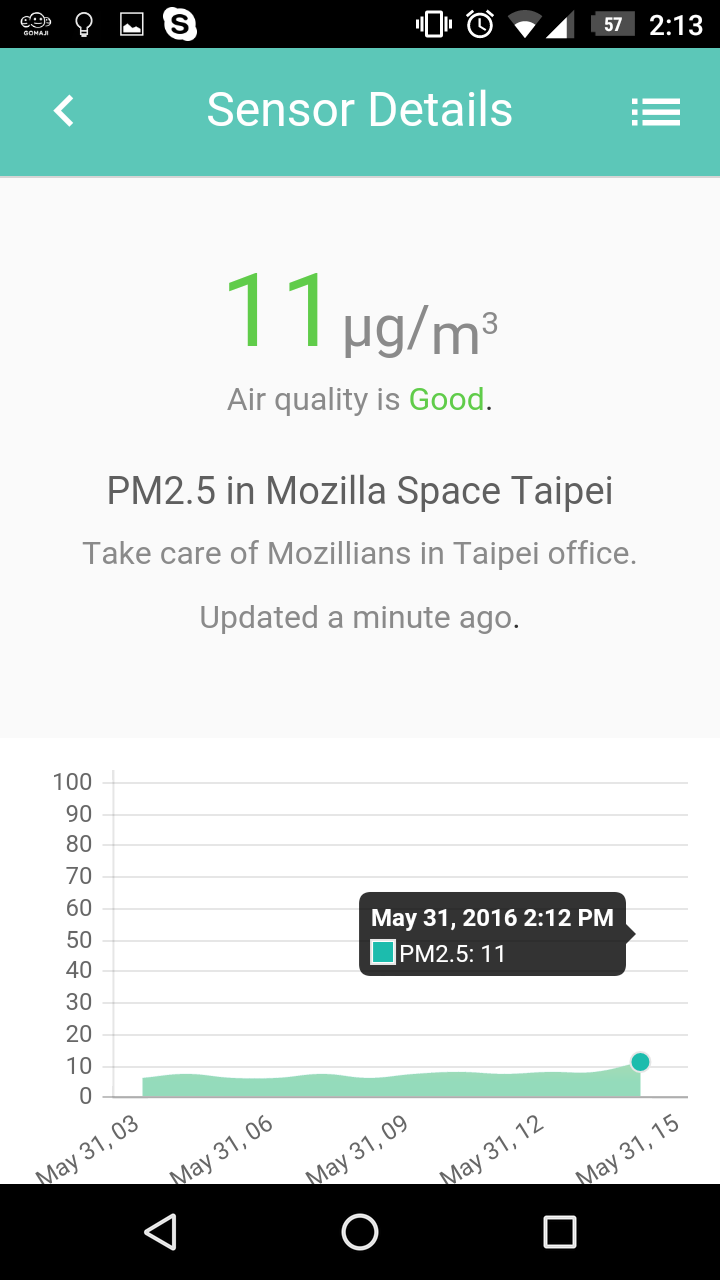 GOMAJI
S
57
2:13
Sensor Details
11 µg/m³
Air quality is Good.
PM2.5 in Mozilla Space Taipei
Take care of Mozillians in Taipei office.
Updated a minute ago.
100
90
80
70
60
50
40
30
20
10
0
May 31, 2016 2:12 PM
PM2.5: 11
May 31, 03
May 31, 06
May 31, 09
May 31, 12
May 31, 15